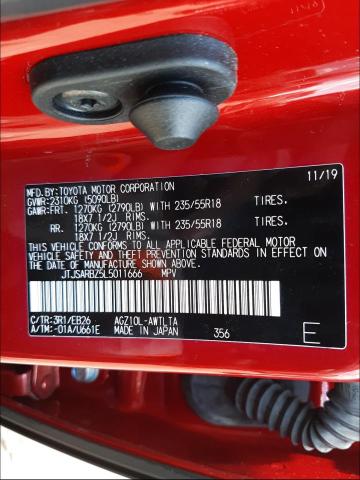 MFD.BY:TOYOTA MOTOR CORPORATION 11/19
GVWR:2310KG (5090LB)
GAWR:FRT. 1270KG (2790LB) WITH 235/55R18 TIRES.
18X7 1/2J RIMS.
RR. 1270KG (2790LB) WITH 235/55R18 TIRES.
18X7 1/2J RIMS.
THIS VEHICLE CONFORMS TO ALL APPLICABLE FEDERAL MOTOR
VEHICLE SAFETY AND THEFT PREVENTION STANDARDS IN EFFECT
ON THE DATE OF MANUFACTURE SHOWN ABOVE.
JTJSARBZ5L5011666 MPV
C/TR:3R1/EB26 AGZ10L-AWTLTA
A/TM:-01A/U661E MADE IN JAPAN 356 E